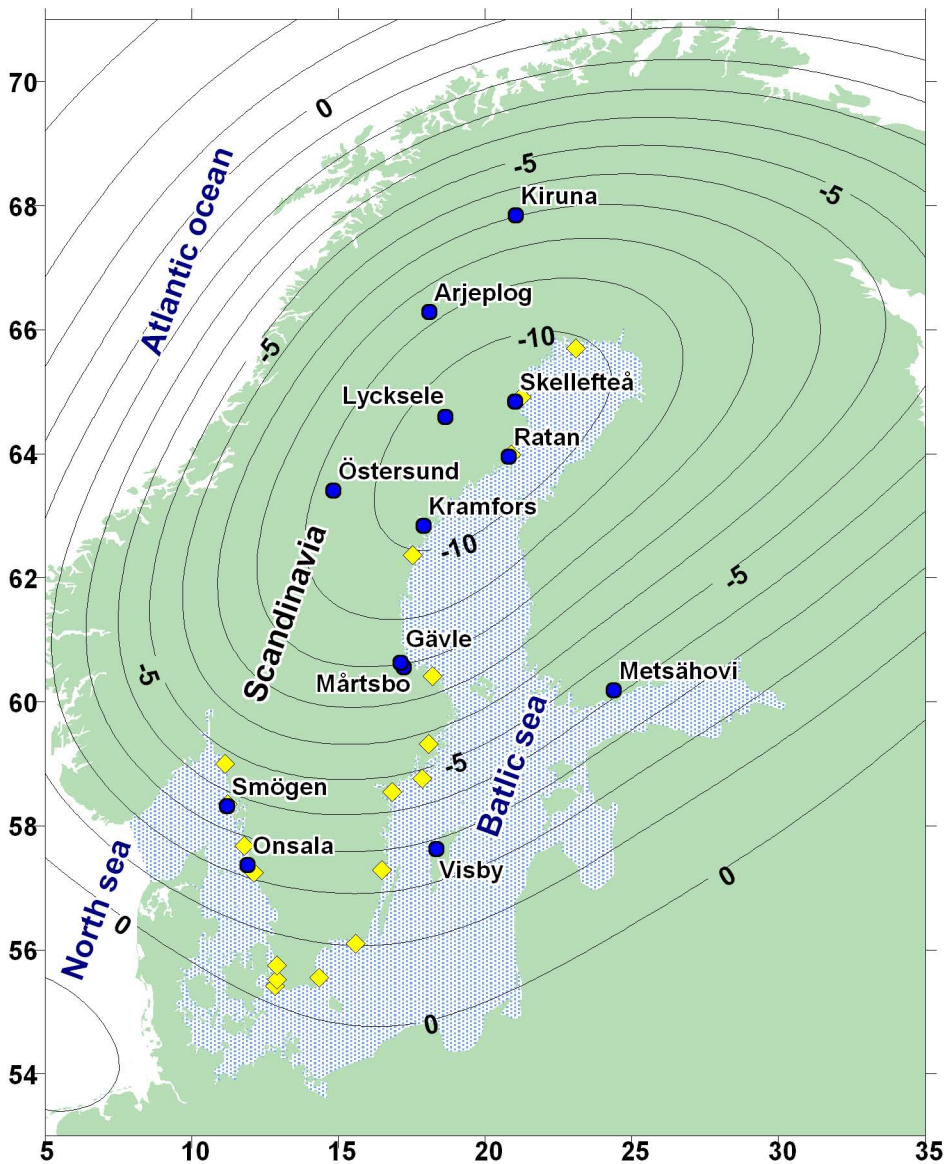 70
0
Atlantic ocean
-5
-5
Kiruna
68
Arjeplog
66
-5
-10
Skellefteå
Lycksele
Ratan
64
Östersund
Kramfors
-10
Scandinavia
62
-5
Gävle
-5
Mårtsbo
Metsähovi
60
-5
Batlic sea
Smögen
58
Onsala
Visby
North sea
0
0
56
0
54
5
10
15
20
25
30
35